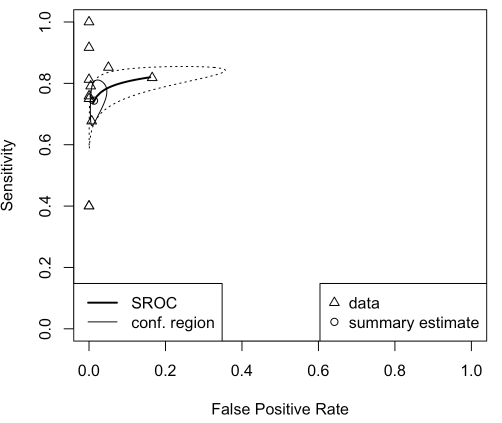 1.0
0.8
0.6
0.4
0.2
0.0
Sensitivity
SROC
conf. region
data
summary estimate
0.0 0.2 0.4 0.6 0.8 1.0
False Positive Rate